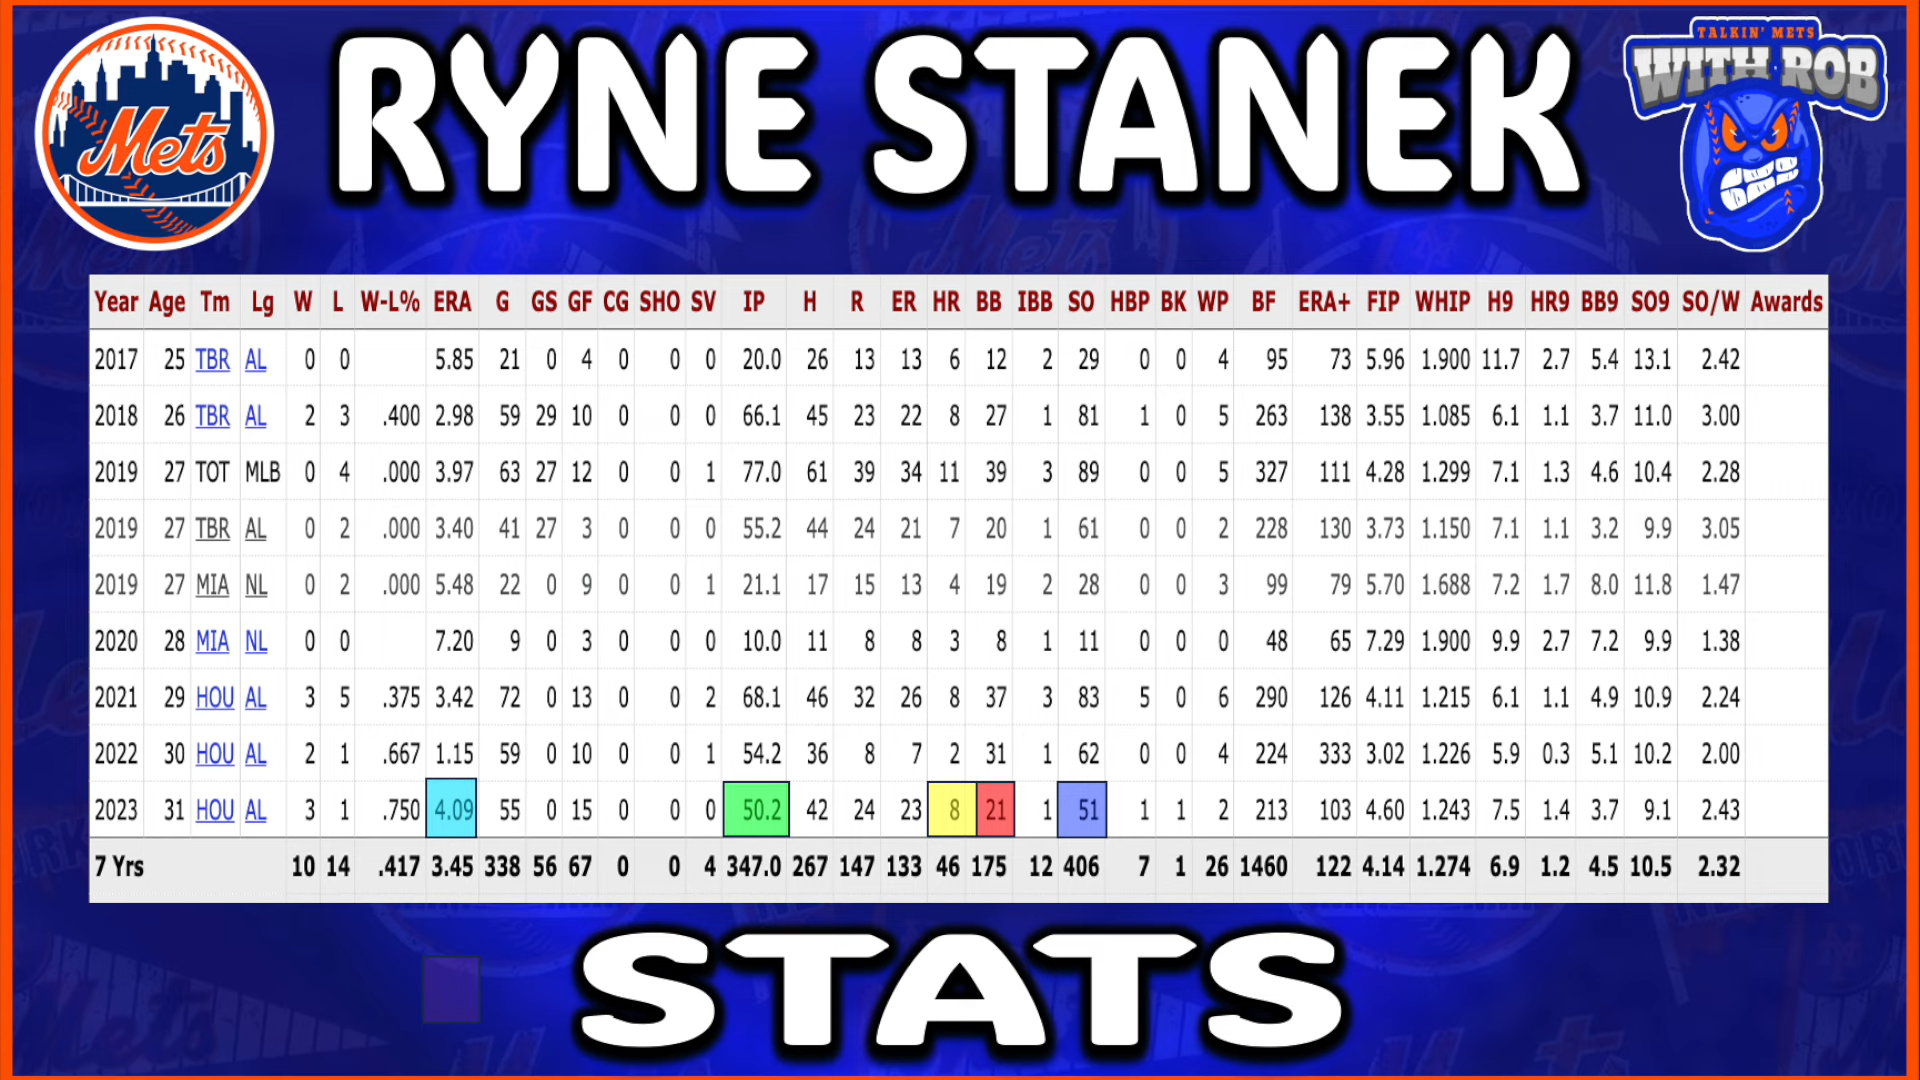 Mets
RYNE STANEK
TALKIN' METS
WITH ROB
Year Age Tm Lg W L W-L% ERA G GS GF CG SHO SV IP H R ER HR BB IBB SO HBP BK WP BF ERA+ FIP WHIP H9 HR9 BB9 SO9 SO/W Awards
2017 25 TBR AL 0 0 5.85 21 0 4 0 0 0 20.0 26 13 13 6 12 2 29 0 0 4 95 73 5.96 1.900 11.7 2.7 5.4 13.1 2.42
2018 26 TBR AL 2 3 .400 2.98 59 29 10 0 0 0 66.1 45 23 22 8 27 1 81 1 0 5 263 138 3.55 1.085 6.1 1.1 3.7 11.0 3.00
2019 27 TOT MLB 0 4 .000 3.97 63 27 12 0 0 1 77.0 61 39 34 11 39 3 89 0 0 5 327 111 4.28 1.299 7.1 1.3 4.6 10.4 2.28
2019 27 TBR AL 0 2 .000 3.40 41 27 3 0 0 0 55.2 44 24 21 7 20 1 61 0 0 2 228 130 3.73 1.150 7.1 1.1 3.2 9.9 3.05
2019 27 MIA NL 0 2 .000 5.48 22 0 9 0 0 1 21.1 17 15 13 4 19 2 28 0 0 3 99 79 5.70 1.688 7.2 1.7 8.0 11.8 1.47
2020 28 MIA NL 0 0 7.20 9 0 3 0 0 0 10.0 11 8 8 3 8 1 11 0 0 0 48 65 7.29 1.900 9.9 2.7 7.2 9.9 1.38
2021 29 HOU AL 3 5 .375 3.42 72 0 13 0 0 2 68.1 46 32 26 8 37 3 83 5 0 6 290 126 4.11 1.215 6.1 1.1 4.9 10.9 2.24
2022 30 HOU AL 2 1 .667 1.15 59 0 10 0 0 1 54.2 36 8 7 2 31 1 62 0 0 4 224 333 3.02 1.226 5.9 0.3 5.1 10.2 2.00
2023 31 HOU AL 3 1 .750 4.09 55 0 15 0 0 0 50.2 42 24 23 8 21 1 51 1 1 2 213 103 4.60 1.243 7.5 1.4 3.7 9.1 2.43
7 Yrs 10 14 .417 3.45 338 56 67 0 0 4 347.0 267 147 133 46 175 12 406 7 1 26 1460 122 4.14 1.274 6.9 1.2 4.5 10.5 2.32
STATS